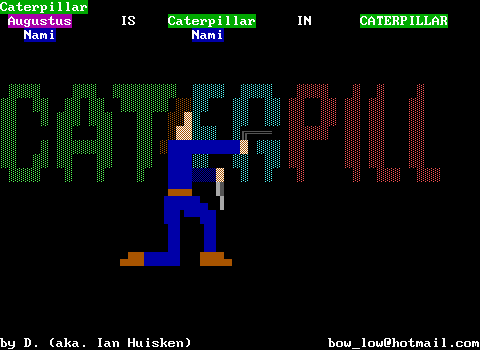 Caterpillar
Augustus IS Caterpillar IN CATERPILLAR
Nami Nami
CATERPILL
by D. (aka. Ian Huisken) bow_low@hotmail.com